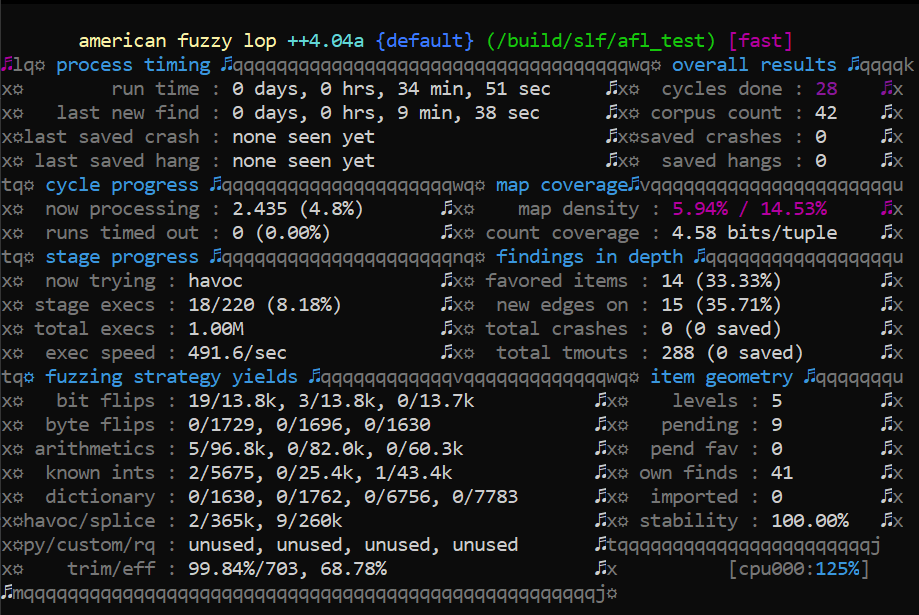 american fuzzy lop ++4.04a {default} (/build/slf/afl_test) [fast]
♬lq☼ process timing ♬qqqqqqqqqqqqqqqqqqqqqqqqqqqqqqqqqqqqwq☼ overall results ♬qqqqk
x☼        run time : 0 days, 0 hrs, 34 min, 51 sec     ♬x☼  cycles done : 28    ♬x
x☼   last new find : 0 days, 0 hrs, 9 min, 38 sec      ♬x☼ corpus count : 42    ♬x
x☼last saved crash : none seen yet                     ♬x☼saved crashes : 0     ♬x
x☼ last saved hang : none seen yet                     ♬x☼  saved hangs : 0     ♬x
tq☼ cycle progress ♬qqqqqqqqqqqqqqqqqqqqqwq☼ map coverage♬vqqqqqqqqqqqqqqqqqqqqqqu
x☼  now processing : 2.435 (4.8%)       ♬x☼    map density : 5.94% / 14.53%     ♬x
x☼  runs timed out : 0 (0.00%)          ♬x☼ count coverage : 4.58 bits/tuple    ♬x
tq☼ stage progress ♬qqqqqqqqqqqqqqqqqqqqqnq☼ findings in depth ♬qqqqqqqqqqqqqqqqqu
x☼  now trying : havoc                  ♬x☼ favored items : 14 (33.33%)         ♬x
x☼ stage execs : 18/220 (8.18%)         ♬x☼  new edges on : 15 (35.71%)         ♬x
x☼ total execs : 1.00M                  ♬x☼ total crashes : 0 (0 saved)         ♬x
x☼  exec speed : 491.6/sec              ♬x☼  total tmouts : 288 (0 saved)       ♬x
tq☼ fuzzing strategy yields ♬qqqqqqqqqqqqvqqqqqqqqqqqqqwq☼ item geometry ♬qqqqqqqu
x☼   bit flips : 19/13.8k, 3/13.8k, 0/13.7k           ♬x☼    levels : 5         ♬x
x☼  byte flips : 0/1729, 0/1696, 0/1630               ♬x☼   pending : 9         ♬x
x☼ arithmetics : 5/96.8k, 0/82.0k, 0/60.3k            ♬x☼  pend fav : 0         ♬x
x☼  known ints : 2/5675, 0/25.4k, 1/43.4k             ♬x☼ own finds : 41        ♬x
x☼  dictionary : 0/1630, 0/1762, 0/6756, 0/7783       ♬x☼  imported : 0         ♬x
x☼havoc/splice : 2/365k, 9/260k                       ♬x☼ stability : 100.00%   ♬x
x☼py/custom/rq : unused, unused, unused, unused       ♬tqqqqqqqqqqqqqqqqqqqqqqqj
x☼    trim/eff : 99.84%/703, 68.78%                   ♬x          [cpu000:125%]
♬mqqqqqqqqqqqqqqqqqqqqqqqqqqqqqqqqqqqqqqqqqqqqqqqqqqqqj☼